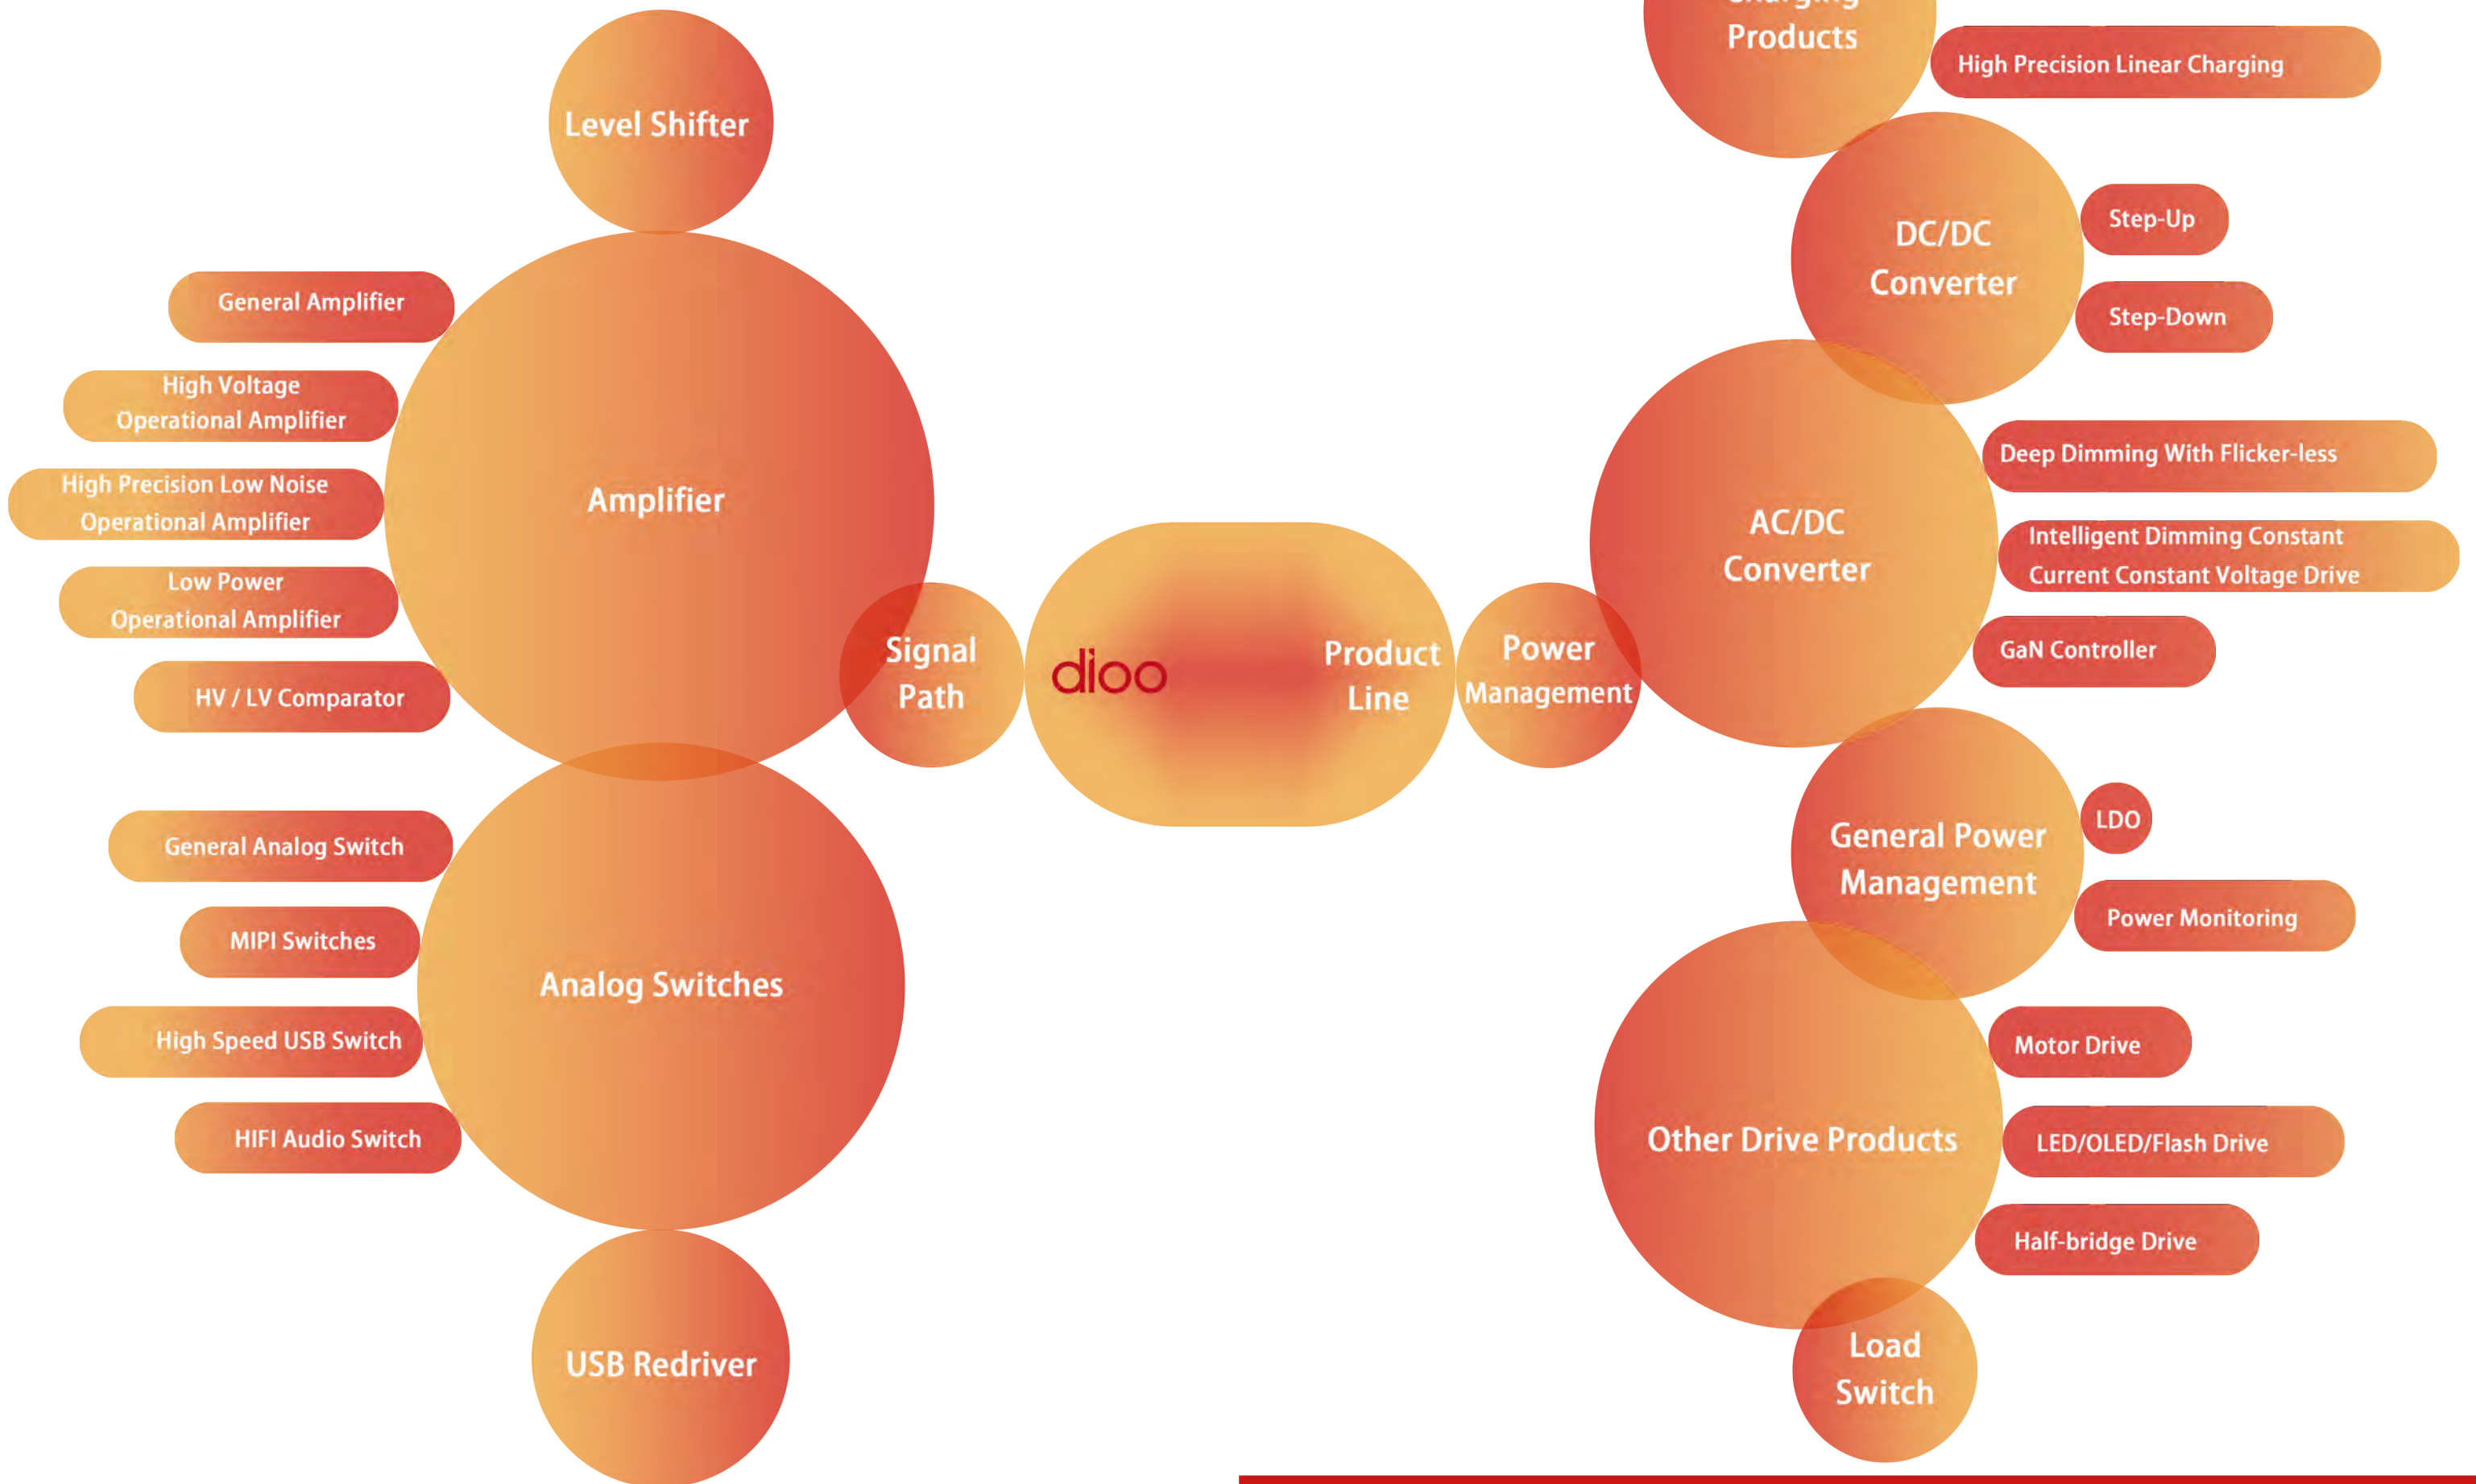 Level Shifter
General Amplifier
High Voltage
Operational Amplifier
High Precision Low Noise
Operational Amplifier
Low Power
Operational Amplifier
HV / LV Comparator
Amplifier
General Analog Switch
MIPI Switches
High Speed USB Switch
HIFI Audio Switch
Analog Switches
USB Redriver
Signal
Path
dioo
Product
Line
Power
Management
Charging
Products
High Precision Linear Charging
DC/DC
Converter
Step-Up
Step-Down
AC/DC
Converter
Deep Dimming With Flicker-less
Intelligent Dimming Constant
Current Constant Voltage Drive
GaN Controller
General Power
Management
LDO
Power Monitoring
Other Drive Products
Motor Drive
LED/OLED/Flash Drive
Half-bridge Drive
Load
Switch